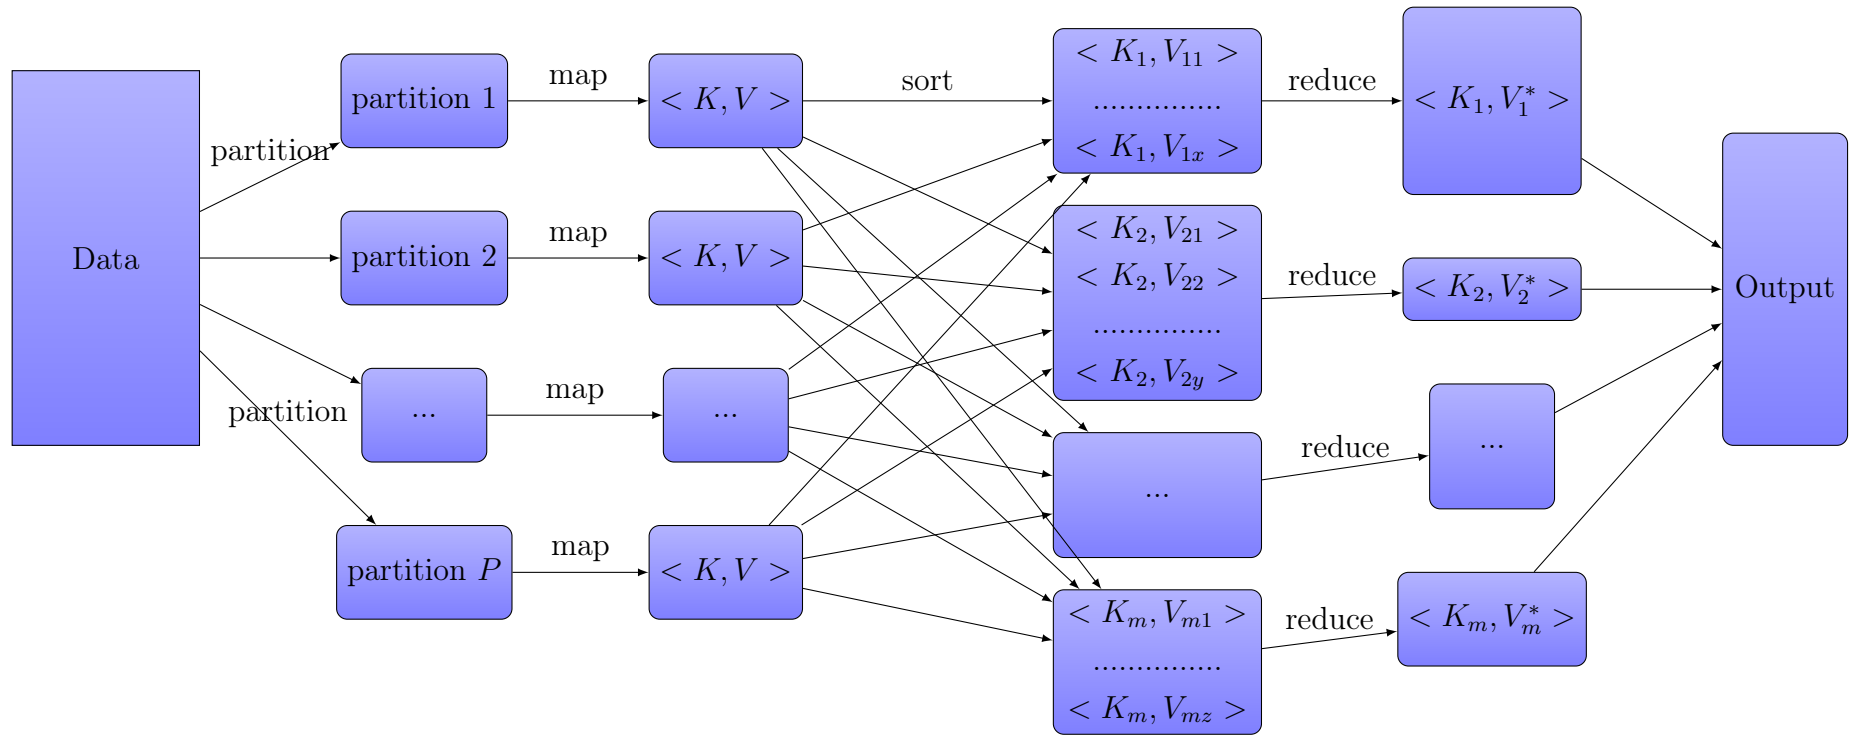 Data
partition
partition
partition 1
partition 2
...
partition P
map
map
map
map
< K, V >
< K, V >
...
< K, V >
sort
< K₁, V₁₁ >
...............
< K₁, V₁ₓ >
< K₂, V₂₁ >
< K₂, V₂₂ >
...............
< K₂, V₂y >
...
< Kₘ, Vₘ₁ >
...............
< Kₘ, Vₘz >
reduce
reduce
reduce
reduce
< K₁, V₁* >
< K₂, V₂* >
...
< Kₘ, Vₘ* >
Output